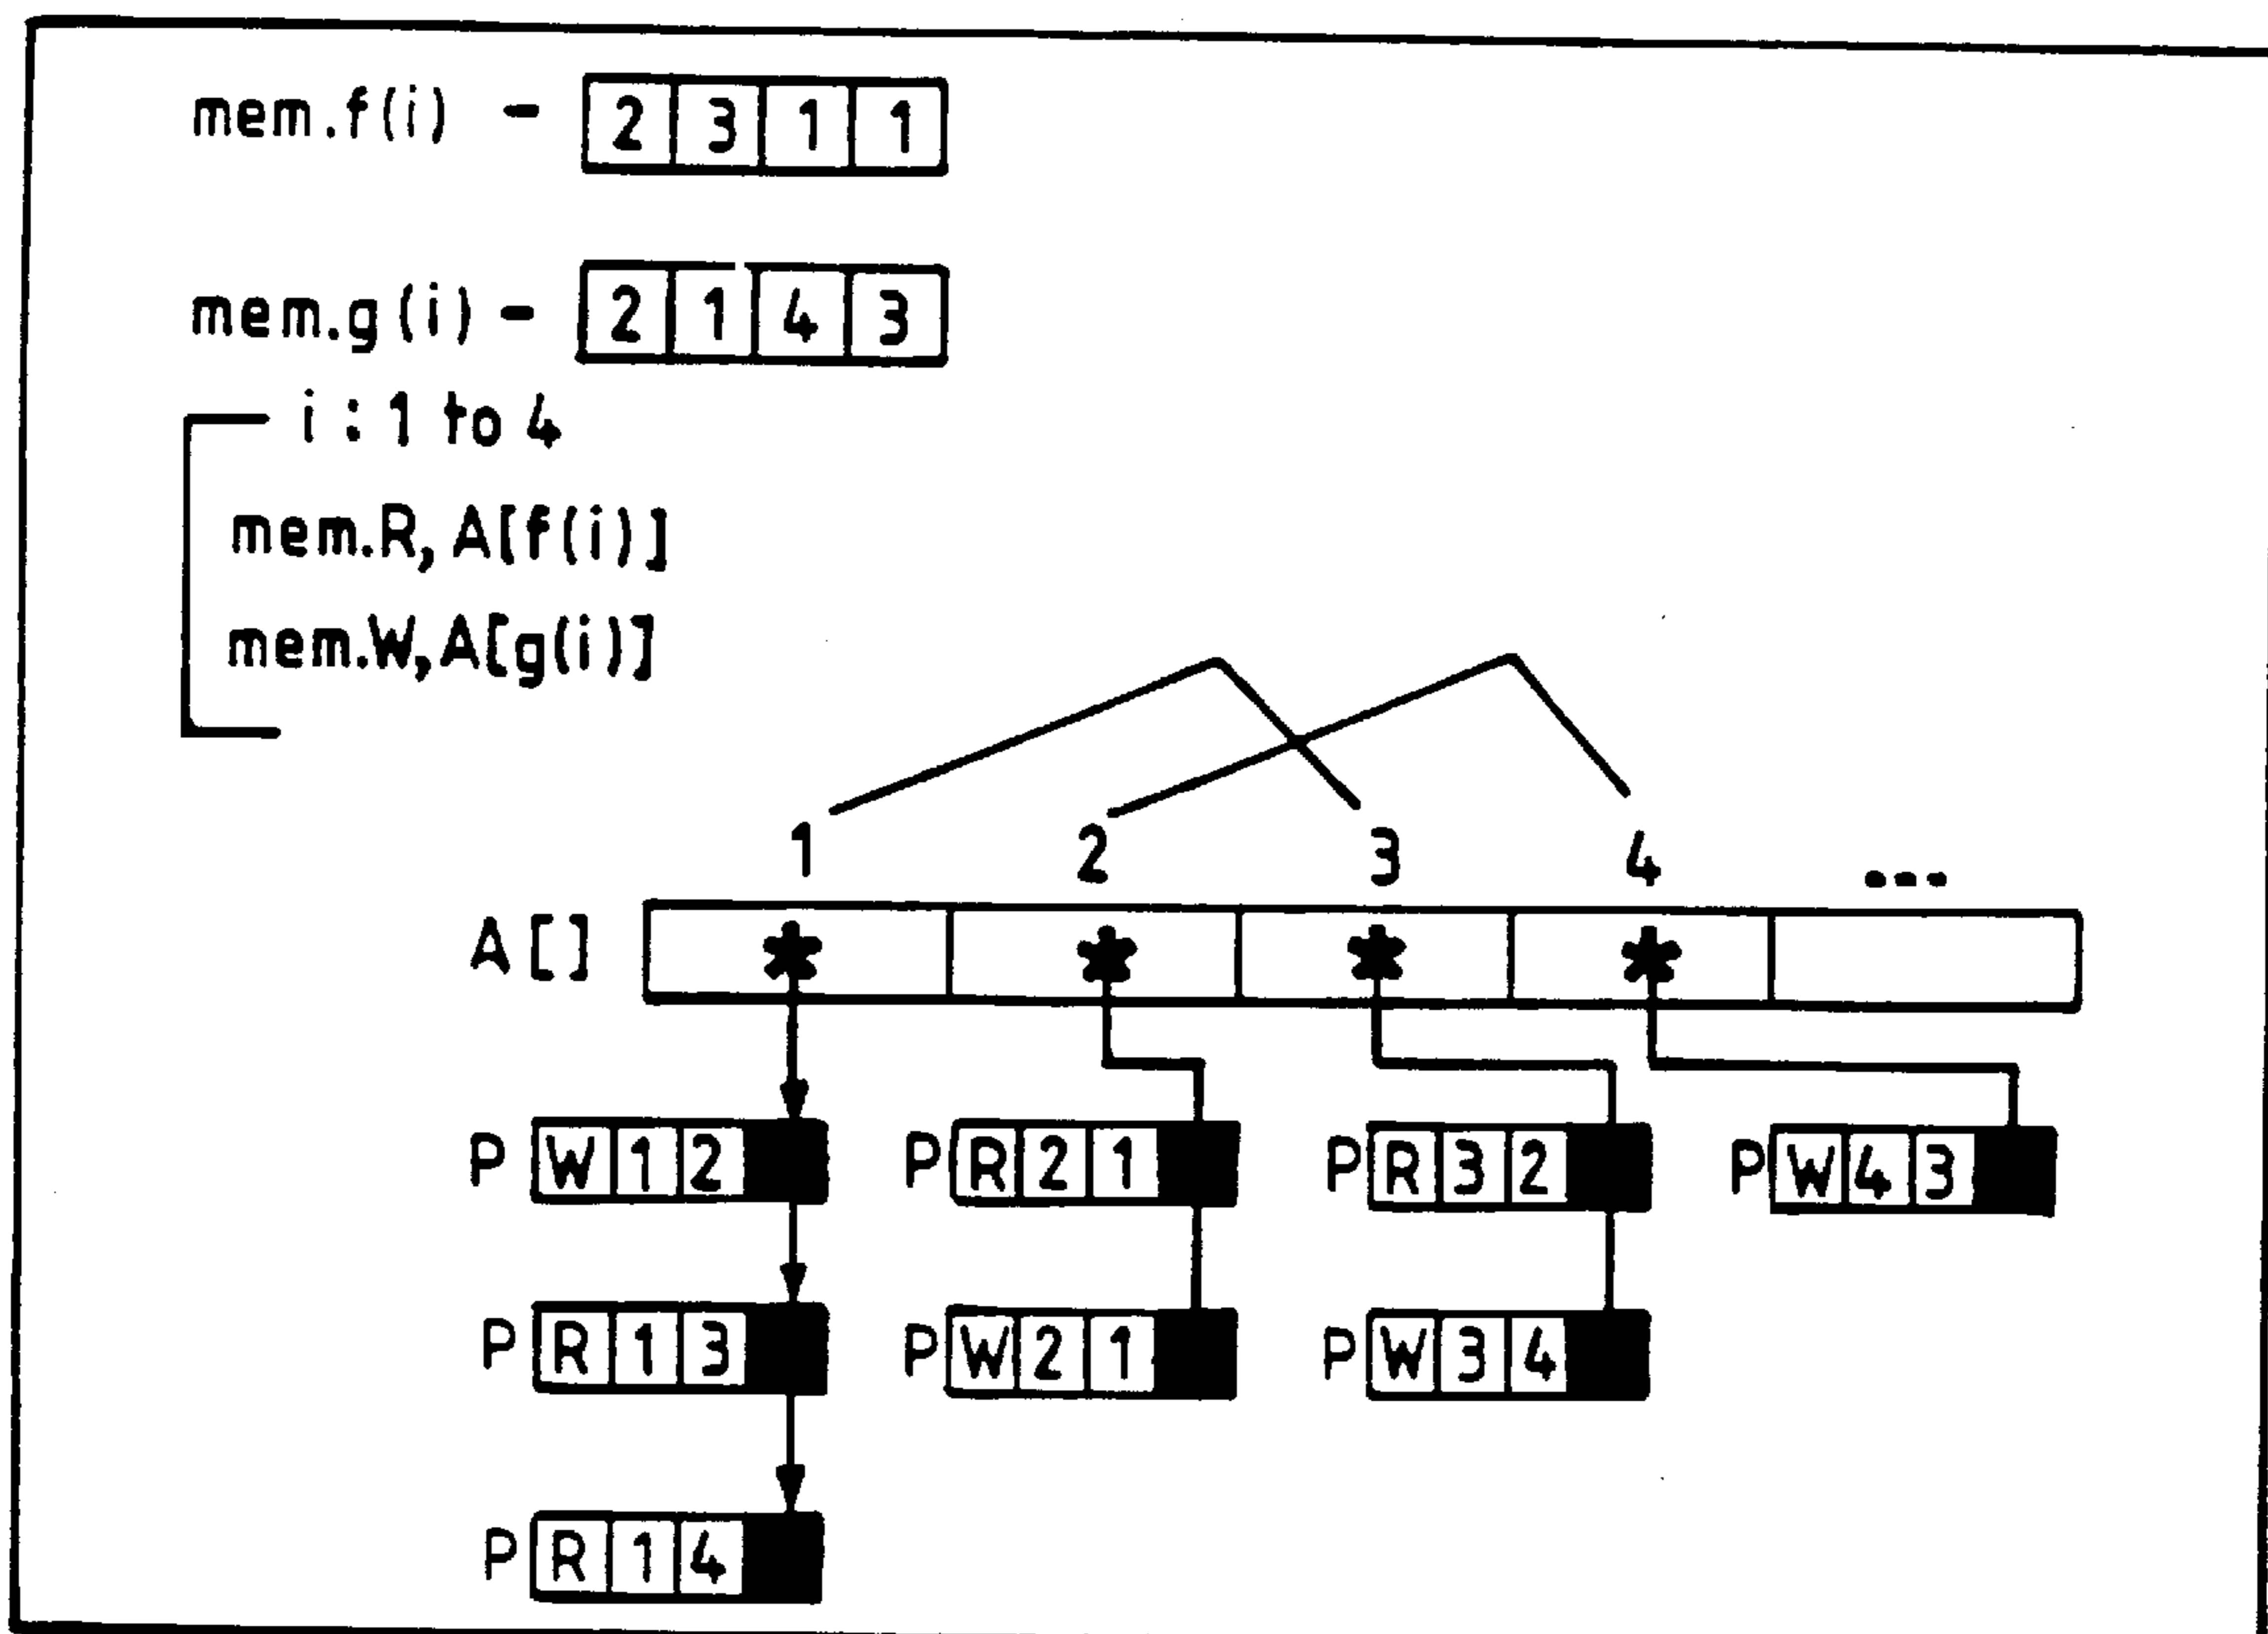 mem.f(i) - 2 3 1 1
mem.g(i) - 2 1 4 3
i : 1 to 4
mem.R, A[f(i)]
mem.W, A[g(i)]
1 2 3 4 ---
A[] * * * *
P W 1 2 P R 2 1 P R 3 2 P W 4 3
P R 1 3 P W 2 1 P W 3 4
P R 1 4